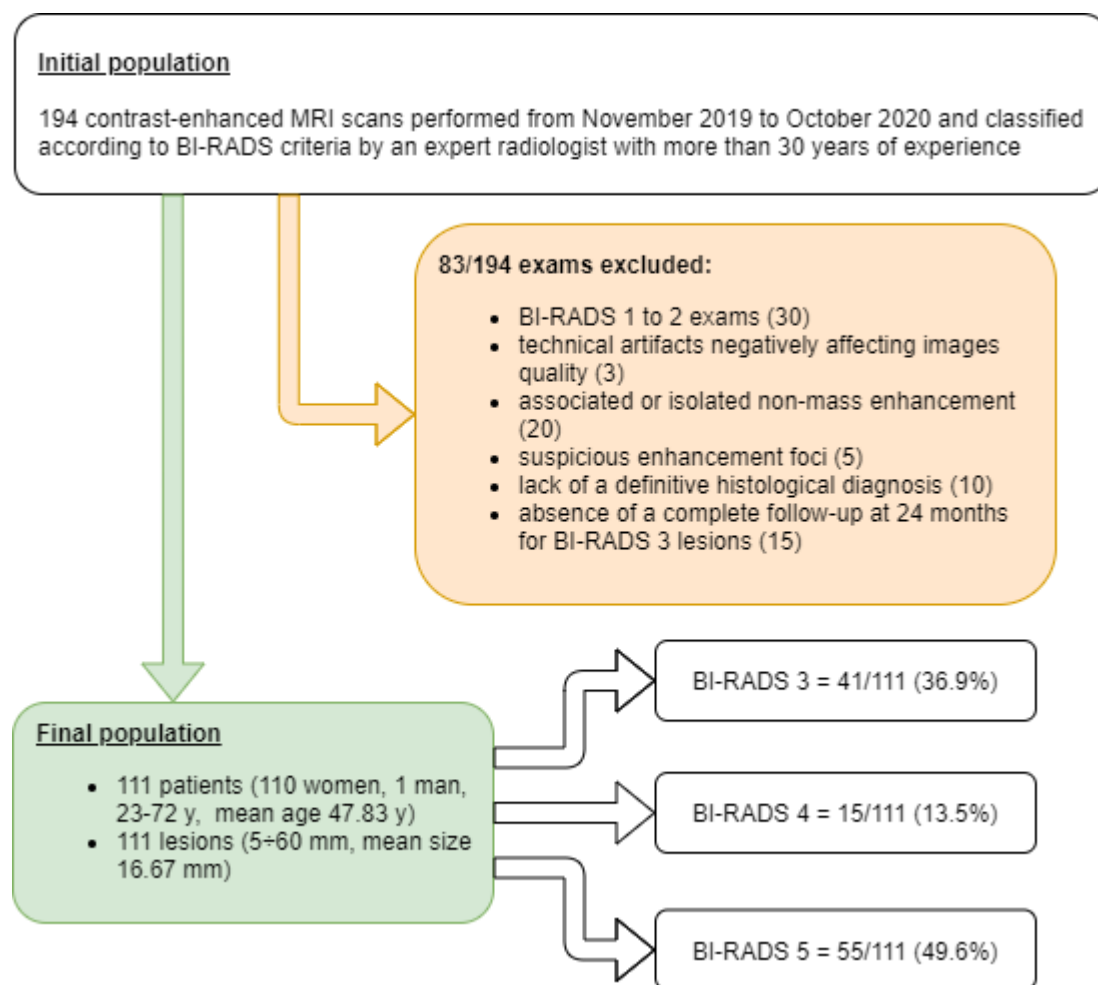 Initial population
194 contrast-enhanced MRI scans performed from November 2019 to October 2020 and classified
according to BI-RADS criteria by an expert radiologist with more than 30 years of experience
83/194 exams excluded:
• BI-RADS 1 to 2 exams (30)
• technical artifacts negatively affecting images
quality (3)
• associated or isolated non-mass enhancement
(20)
• suspicious enhancement foci (5)
• lack of a definitive histological diagnosis (10)
• absence of a complete follow-up at 24 months
for BI-RADS 3 lesions (15)
Final population
• 111 patients (110 women, 1 man,
23-72 y, mean age 47.83 y)
• 111 lesions (5÷60 mm, mean size
16.67 mm)
BI-RADS 3 = 41/111 (36.9%)
BI-RADS 4 = 15/111 (13.5%)
BI-RADS 5 = 55/111 (49.6%)